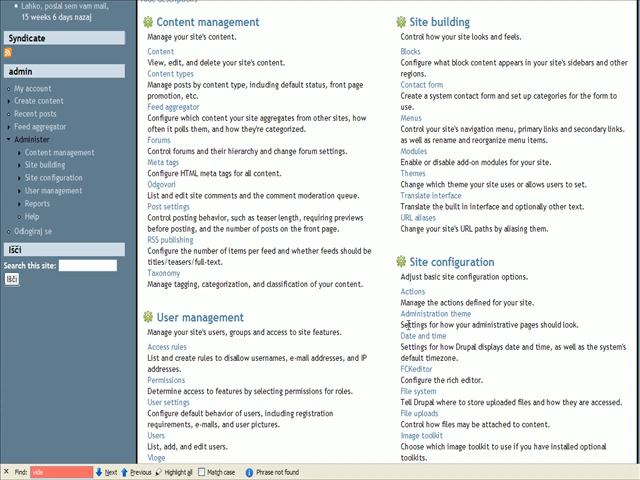 Hide descriptions
Lahko, poslal sem vam mail,
15 weeks 6 days nazaj
Syndicate
admin
My account
Create content
Recent posts
Feed aggregator
Administer
Content management
Site building
Site configuration
User management
Reports
Help
Odlogiraj se
Išči
Search this site:
Išči
Content management
Manage your site's content.
Content
View, edit, and delete your site's content.
Content types
Manage posts by content type, including default status, front page
promotion, etc.
Feed aggregator
Configure which content your site aggregates from other sites, how
often it polls them, and how they're categorized.
Forums
Control forums and their hierarchy and change forum settings.
Meta tags
Configure HTML meta tags for all content.
Odgovori
List and edit site comments and the comment moderation queue.
Post settings
Control posting behavior, such as teaser length, requiring previews
before posting, and the number of posts on the front page.
RSS publishing
Configure the number of items per feed and whether feeds should be
titles/teasers/full-text.
Taxonomy
Manage tagging, categorization, and classification of your content.
User management
Manage your site's users, groups and access to site features.
Access rules
List and create rules to disallow usernames, e-mail addresses, and IP
addresses.
Permissions
Determine access to features by selecting permissions for roles.
User settings
Configure default behavior of users, including registration
requirements, e-mails, and user pictures.
Users
List, add, and edit users.
Vloge
Site building
Control how your site looks and feels.
Blocks
Configure what block content appears in your site's sidebars and other
regions.
Contact form
Create a system contact form and set up categories for the form to
use.
Menus
Control your site's navigation menu, primary links and secondary links.
as well as rename and reorganize menu items.
Modules
Enable or disable add-on modules for your site.
Themes
Change which theme your site uses or allows users to set.
Translate interface
Translate the built in interface and optionally other text.
URL aliases
Change your site's URL paths by aliasing them.
Site configuration
Adjust basic site configuration options.
Actions
Manage the actions defined for your site.
Administration theme
Settings for how your administrative pages should look.
Date and time
Settings for how Drupal displays date and time, as well as the system's
default timezone.
FCKeditor
Configure the rich editor.
File system
Tell Drupal where to store uploaded files and how they are accessed.
File uploads
Control how files may be attached to content.
Image toolkit
Choose which image toolkit to use if you have installed optional
toolkits.
Find: vide Next Previous Highlight all Match case Phrase not found